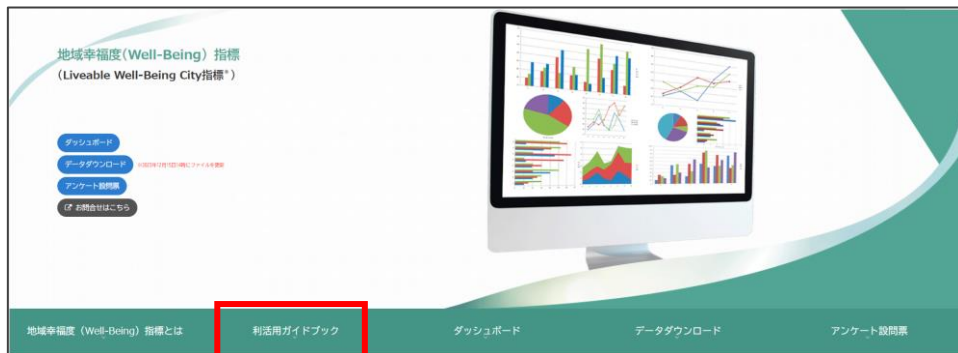 地域幸福度(Well-Being) 指標
(Liveable Well-Being City指標®)
ダッシュボード
データダウンロード
アンケート設問票
お問合せはこちら
地域幸福度（Well-Being）指標とは
利活用ガイドブック
ダッシュボード
データダウンロード
アンケート設問票